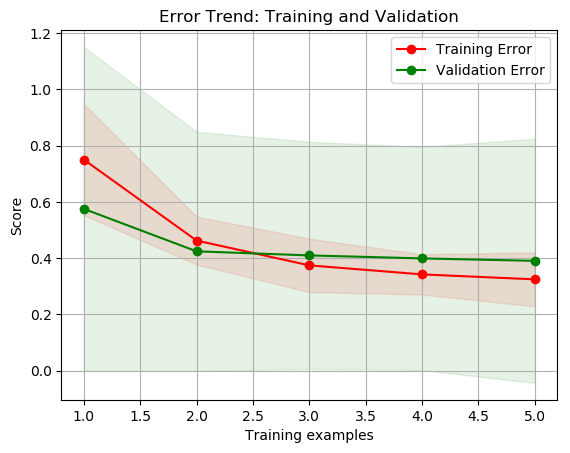 Error Trend: Training and Validation
1.2
1.0
0.8
0.6
0.4
0.2
0.0
Score
Training Error
Validation Error
1.0 1.5 2.0 2.5 3.0 3.5 4.0 4.5 5.0
Training examples